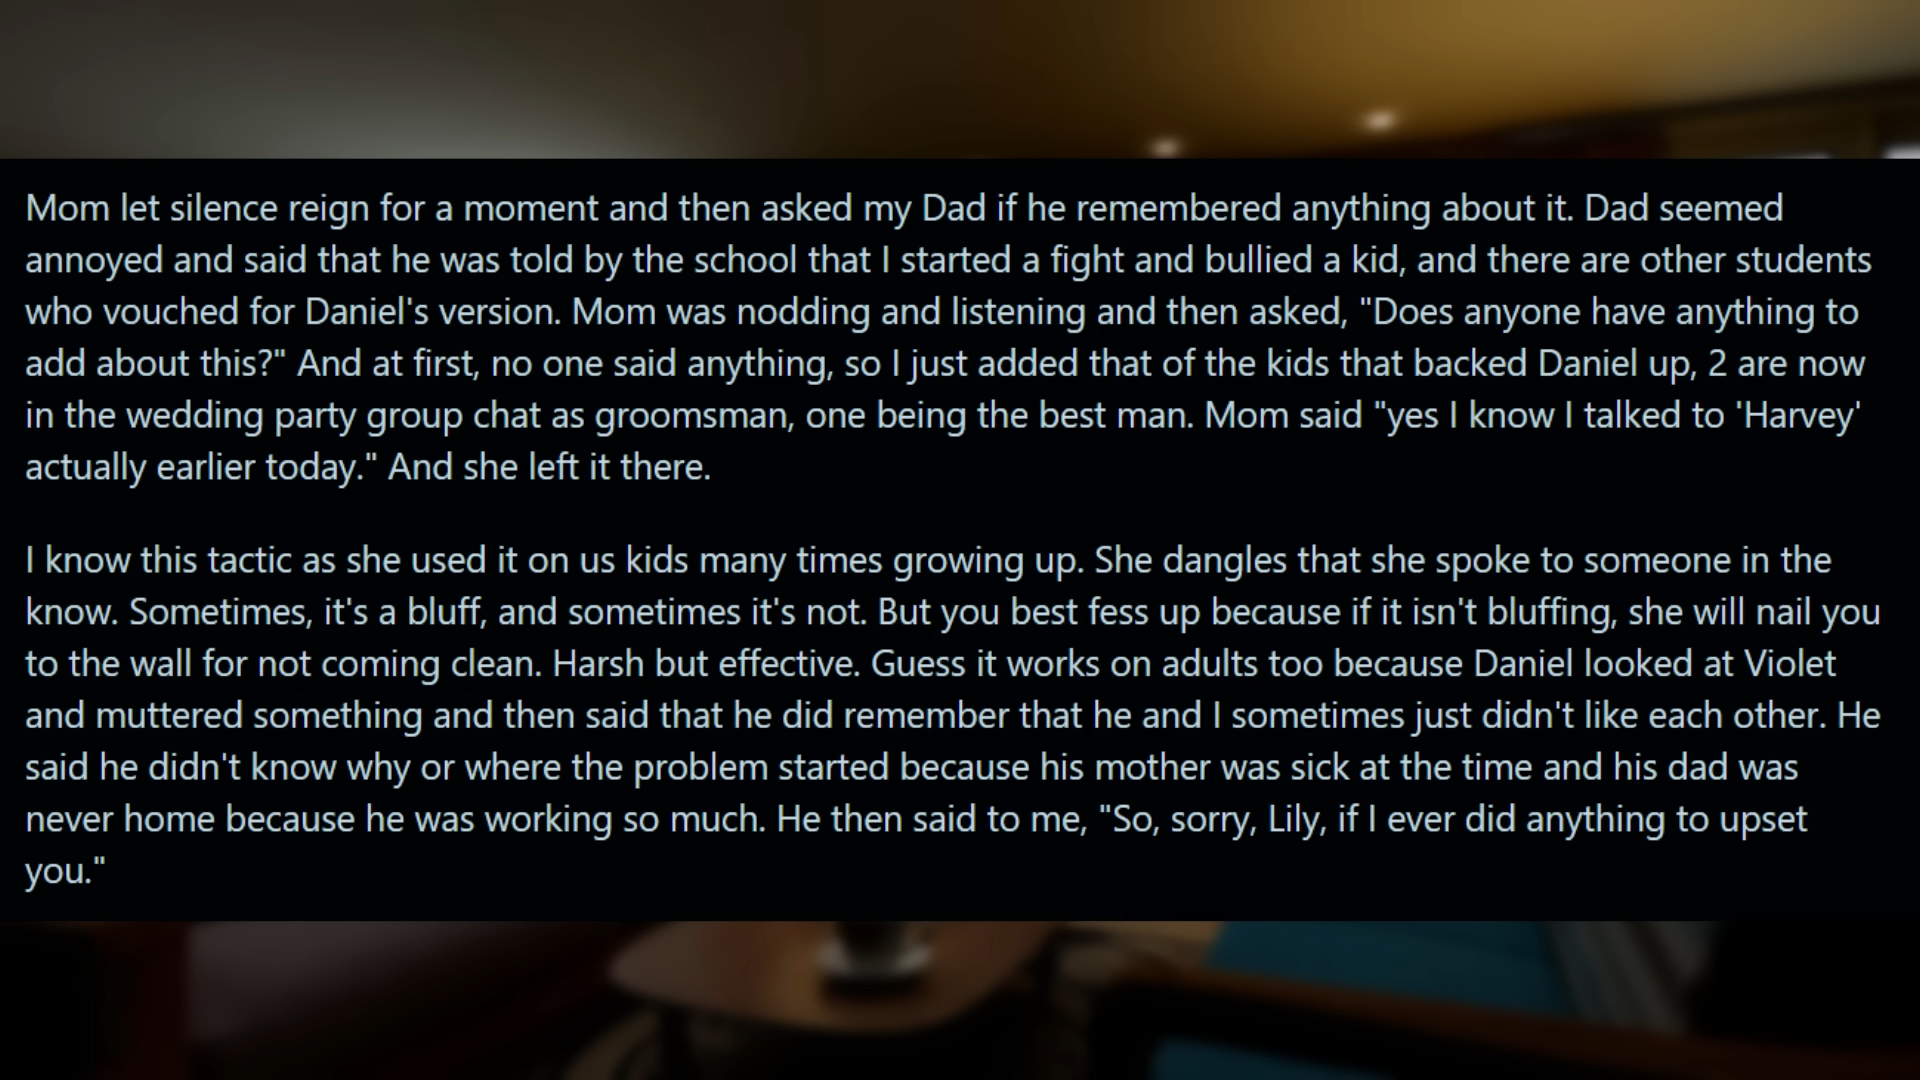 Mom let silence reign for a moment and then asked my Dad if he remembered anything about it. Dad seemed
annoyed and said that he was told by the school that I started a fight and bullied a kid, and there are other students
who vouched for Daniel's version. Mom was nodding and listening and then asked, "Does anyone have anything to
add about this?" And at first, no one said anything, so I just added that of the kids that backed Daniel up, 2 are now
in the wedding party group chat as groomsman, one being the best man. Mom said "yes I know I talked to 'Harvey'
actually earlier today." And she left it there.
I know this tactic as she used it on us kids many times growing up. She dangles that she spoke to someone in the
know. Sometimes, it's a bluff, and sometimes it's not. But you best fess up because if it isn't bluffing, she will nail you
to the wall for not coming clean. Harsh but effective. Guess it works on adults too because Daniel looked at Violet
and muttered something and then said that he did remember that he and I sometimes just didn't like each other. He
said he didn't know why or where the problem started because his mother was sick at the time and his dad was
never home because he was working so much. He then said to me, "So, sorry, Lily, if I ever did anything to upset
you."